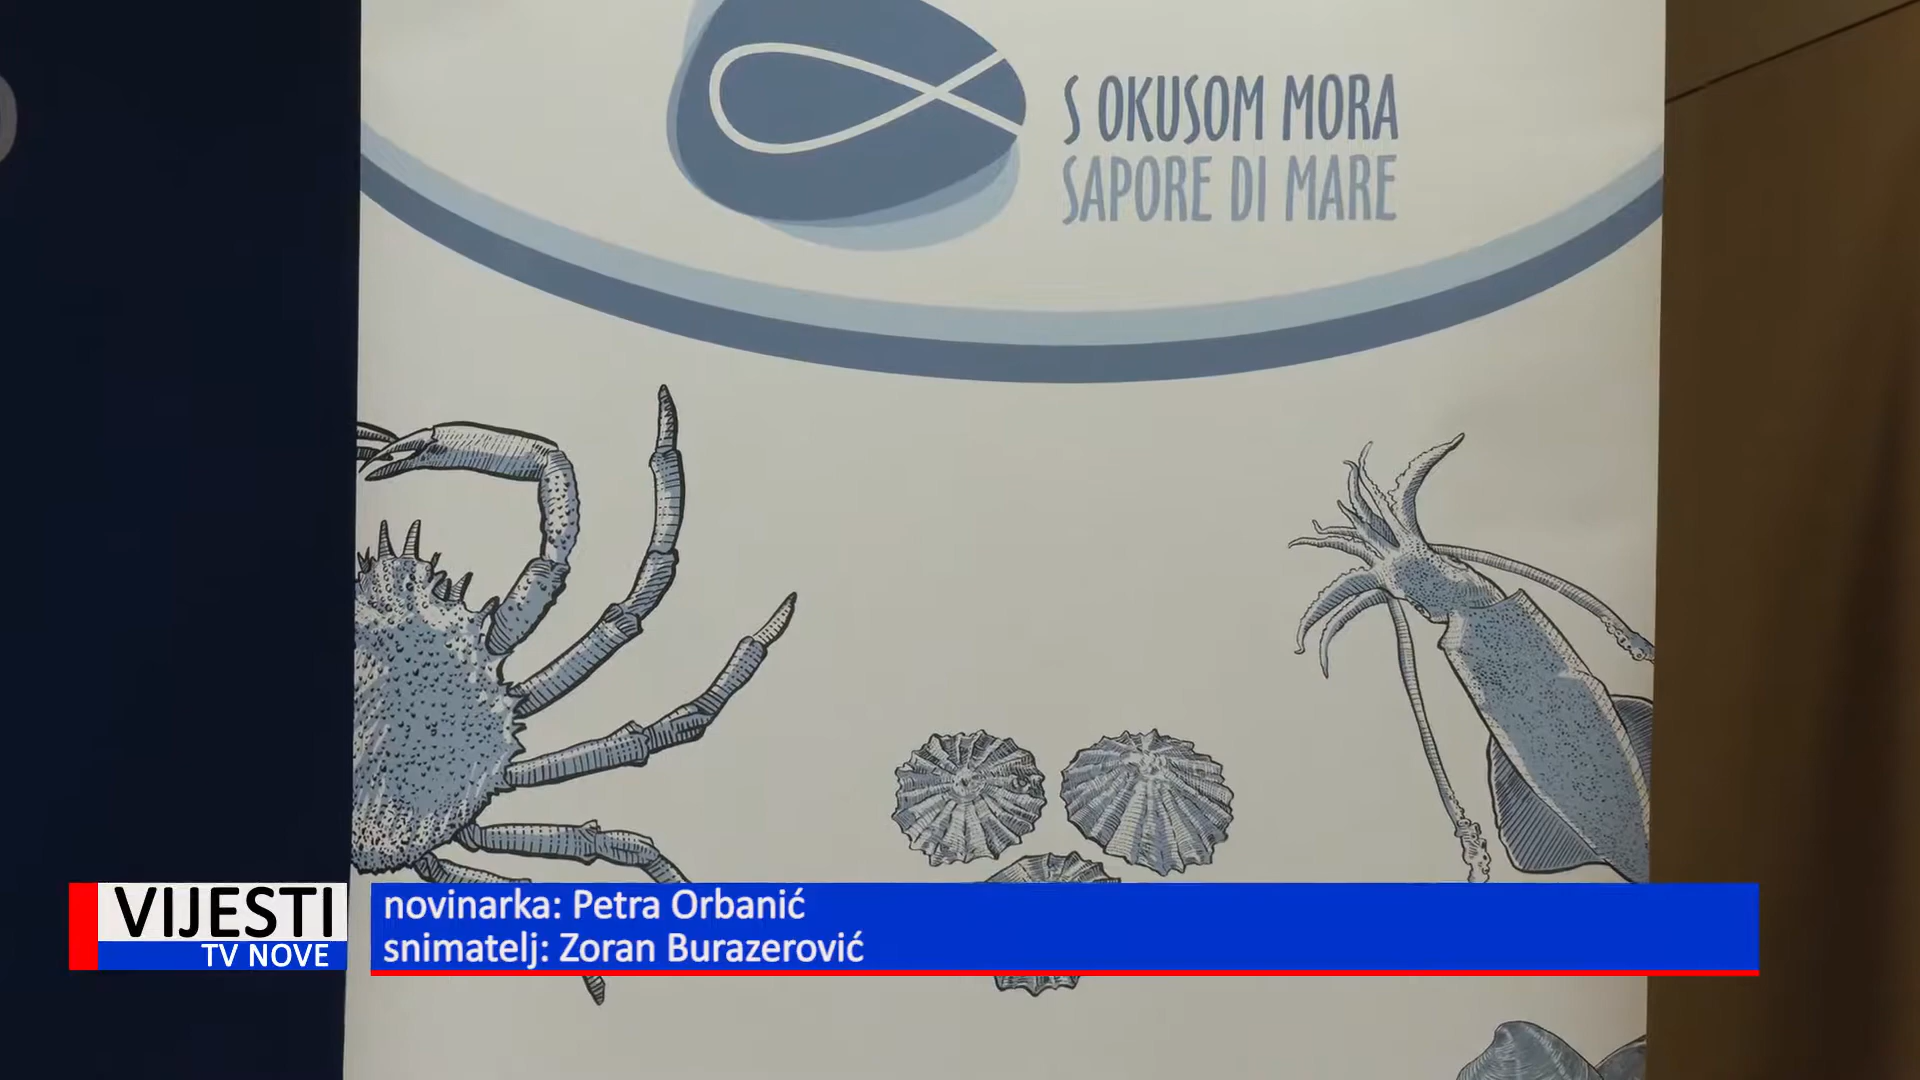 S OKUSOM MORA
SAPORE DI MARE
VIJESTI
TV NOVE
novinarka: Petra Orbanić
snimatelj: Zoran Burazerović